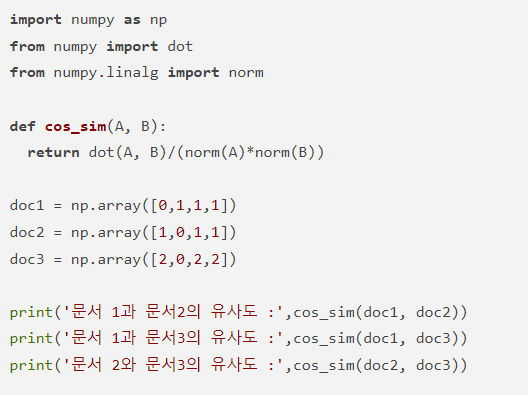 import numpy as np
from numpy import dot
from numpy.linalg import norm
def cos_sim(A, B):
return dot(A, B)/(norm(A)*norm(B))
doc1 = np.array([0,1,1,1])
doc2 = np.array([1,0,1,1])
doc3 = np.array([2,0,2,2])
print('문서 1과 문서2의 유사도 :',cos_sim(doc1, doc2))
print('문서 1과 문서3의 유사도 :',cos_sim(doc1, doc3))
print('문서 2와 문서3의 유사도 :',cos_sim(doc2, doc3))